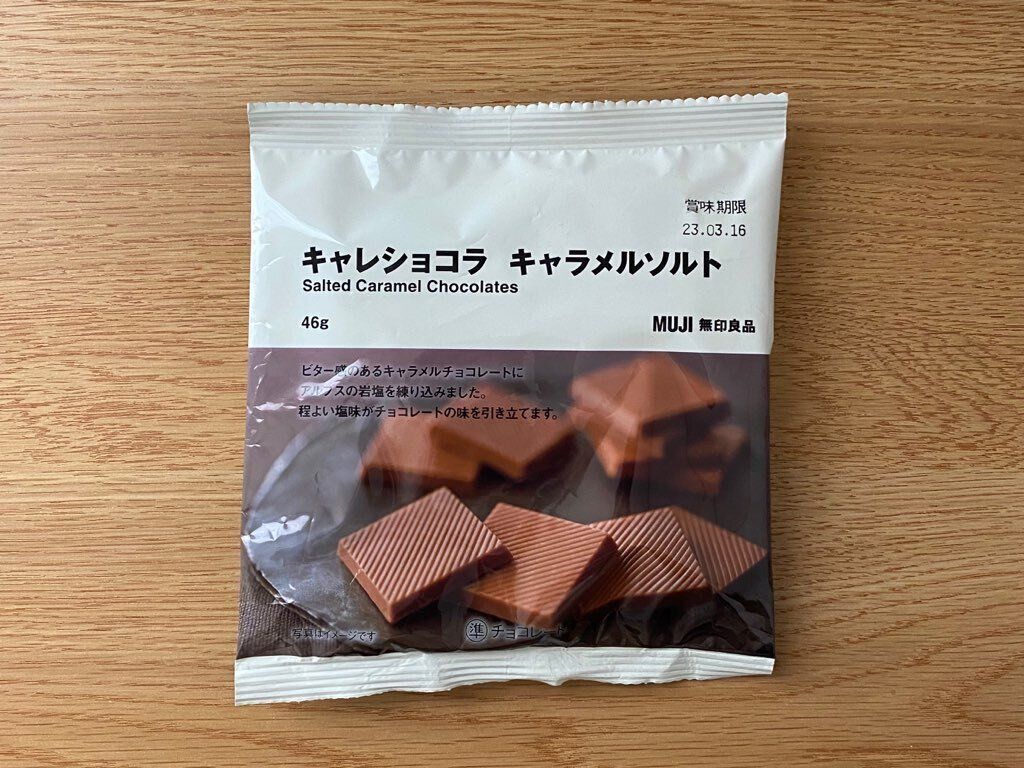 賞味期限
23.03.16
キャレショコラ キャラメルソルト
Salted Caramel Chocolates
46g
MUJI 無印良品
ビター感のあるキャラメルチョコレートに
アルプスの岩塩を練り込みました。
程よい塩味がチョコレートの味を引き立てます。
写真はイメージです
準 チョコレート